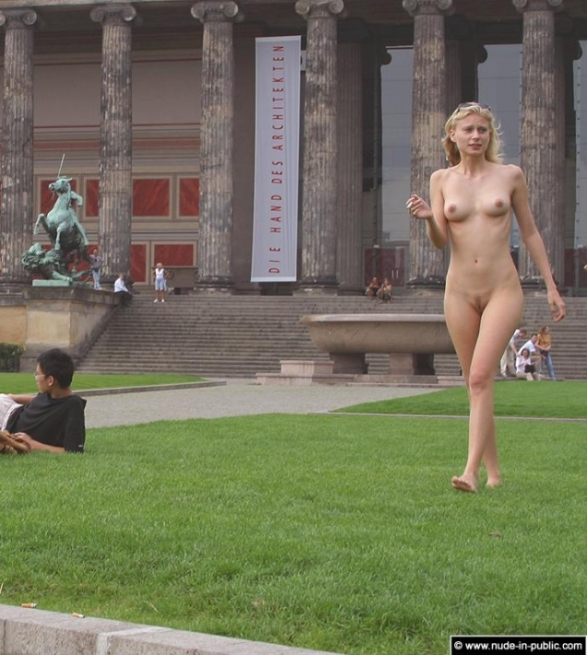 DIE HAND DES ARCHITEKTEN
© www.nude-in-public.com